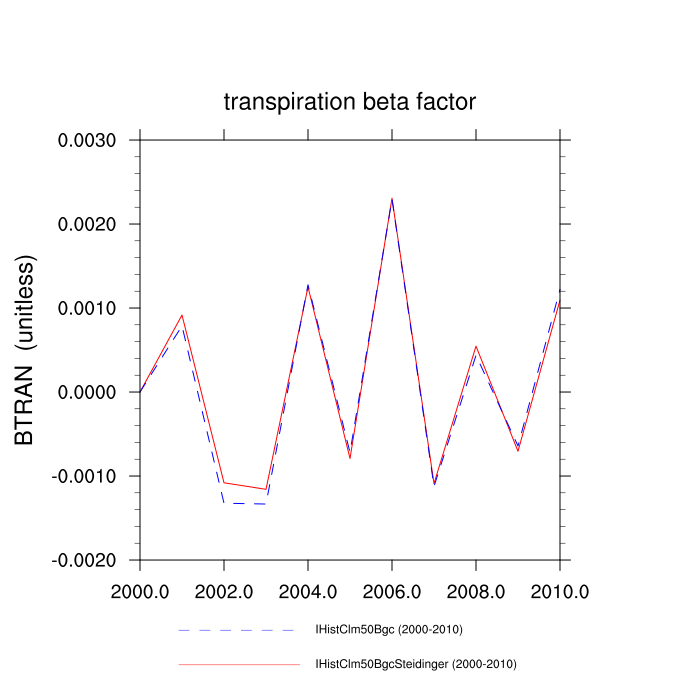 transpiration beta factor
0.0030
0.0020
0.0010
0.0000
-0.0010
-0.0020
BTRAN (unitless)
2000.0 2002.0 2004.0 2006.0 2008.0 2010.0
IHistClm50Bgc (2000-2010)
IHistClm50BgcSteidinger (2000-2010)